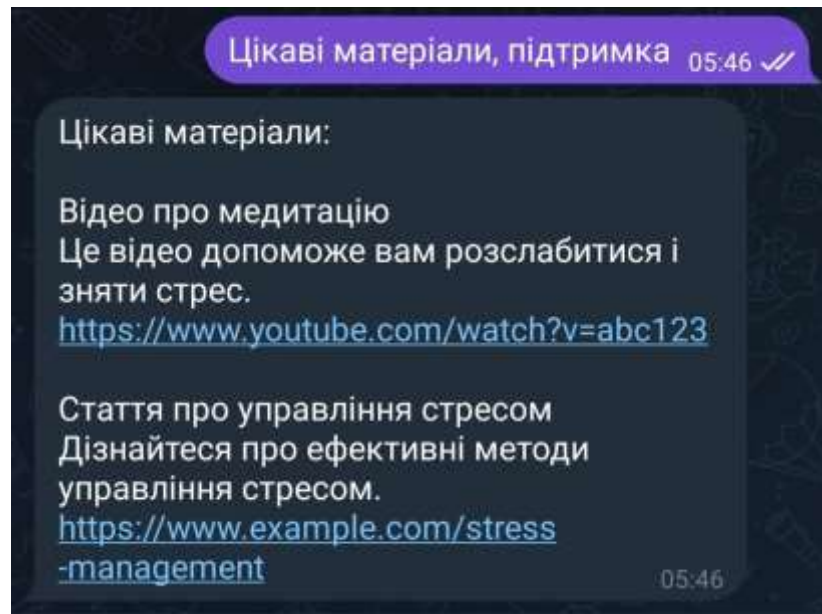 Цікаві матеріали, підтримка 05:46
Цікаві матеріали:
Відео про медитацію
Це відео допоможе вам розслабитися і
зняти стрес.
https://www.youtube.com/watch?v=abc123
Стаття про управління стресом
Дізнайтеся про ефективні методи
управління стресом.
https://www.example.com/stress
-management
05:46